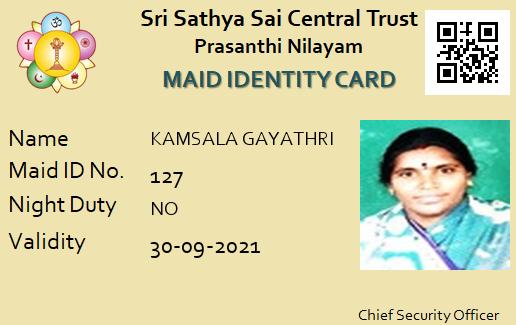 Sri Sathya Sai Central Trust
Prasanthi Nilayam
MAID IDENTITY CARD
Name KAMSALA GAYATHRI
Maid ID No. 127
Night Duty NO
Validity 30-09-2021
Chief Security Officer